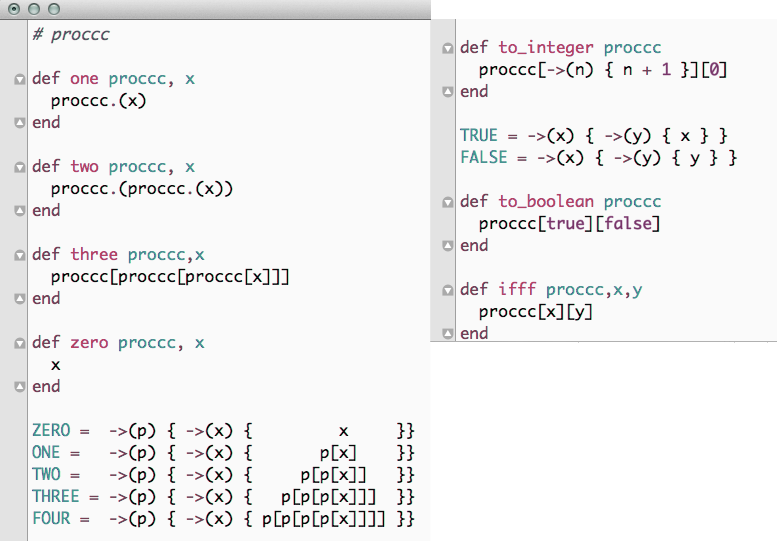 # proccc
def one proccc, x
proccc.(x)
end
def two proccc, x
proccc.(proccc.(x))
end
def three proccc,x
proccc[proccc[proccc[x]]]
end
def zero proccc, x
x
end
ZERO = ->(p) { ->(x) { x }}
ONE = ->(p) { ->(x) { p[x] }}
TWO = ->(p) { ->(x) { p[p[x]] }}
THREE = ->(p) { ->(x) { p[p[p[x]]] }}
FOUR = ->(p) { ->(x) { p[p[p[p[x]]]] }}
def to_integer proccc
proccc[->(n) { n + 1 }][0]
end
TRUE = ->(x) { ->(y) { x } }
FALSE = ->(x) { ->(y) { y } }
def to_boolean proccc
proccc[true][false]
end
def ifff proccc,x,y
proccc[x][y]
end